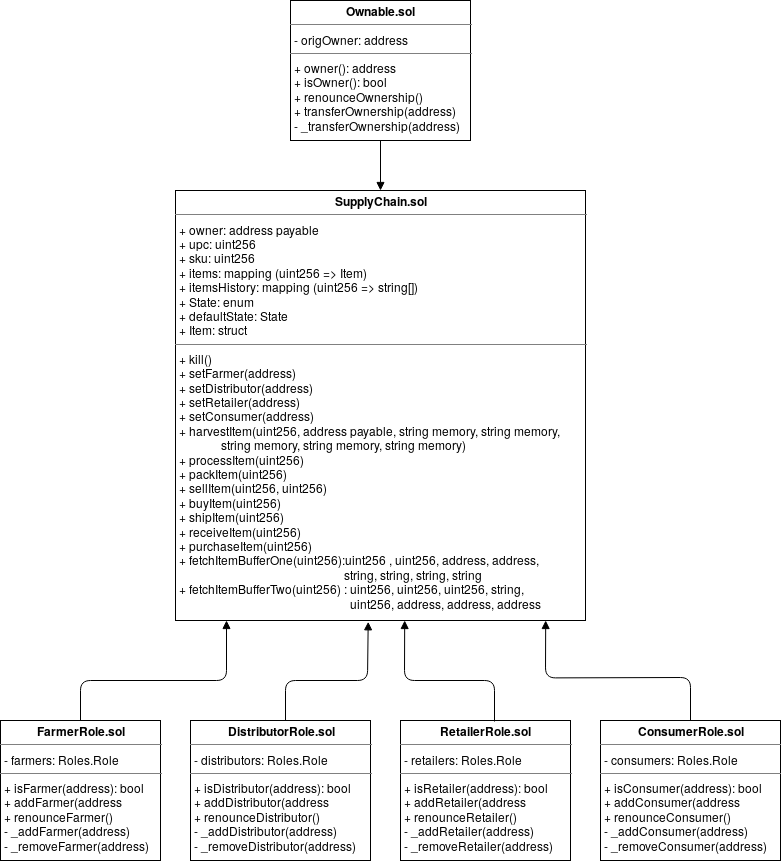 Ownable.sol
- origOwner: address
+ owner(): address
+ isOwner(): bool
+ renounceOwnership()
+ transferOwnership(address)
- _transferOwnership(address)
SupplyChain.sol
+ owner: address payable
+ upc: uint256
+ sku: uint256
+ items: mapping (uint256 => Item)
+ itemsHistory: mapping (uint256 => string[])
+ State: enum
+ defaultState: State
+ Item: struct
+ kill()
+ setFarmer(address)
+ setDistributor(address)
+ setRetailer(address)
+ setConsumer(address)
+ harvestItem(uint256, address payable, string memory, string memory,
string memory, string memory, string memory)
+ processItem(uint256)
+ packItem(uint256)
+ sellItem(uint256, uint256)
+ buyItem(uint256)
+ shipItem(uint256)
+ receiveItem(uint256)
+ purchaseItem(uint256)
+ fetchItemBufferOne(uint256):uint256 , uint256, address, address,
string, string, string, string
+ fetchItemBufferTwo(uint256) : uint256, uint256, uint256, string,
uint256, address, address, address
FarmerRole.sol
- farmers: Roles.Role
+ isFarmer(address): bool
+ addFarmer(address
+ renounceFarmer()
- _addFarmer(address)
- _removeFarmer(address)
DistributorRole.sol
- distributors: Roles.Role
+ isDistributor(address): bool
+ addDistributor(address
+ renounceDistributor()
- _addDistributor(address)
- _removeDistributor(address)
RetailerRole.sol
- retailers: Roles.Role
+ isRetailer(address): bool
+ addRetailer(address
+ renounceRetailer()
- _addRetailer(address)
- _removeRetailer(address)
ConsumerRole.sol
- consumers: Roles.Role
+ isConsumer(address): bool
+ addConsumer(address
+ renounceConsumer()
- _addConsumer(address)
- _removeConsumer(address)